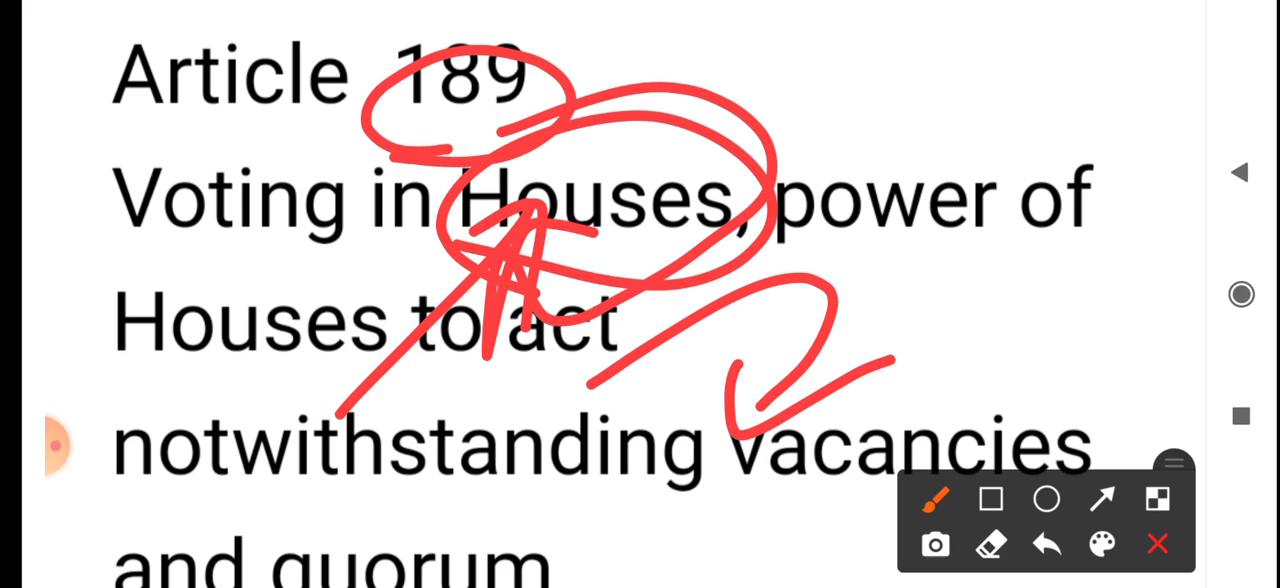 Article 189
Voting in Houses, power of
Houses to act
notwithstanding vacancies
and quorum